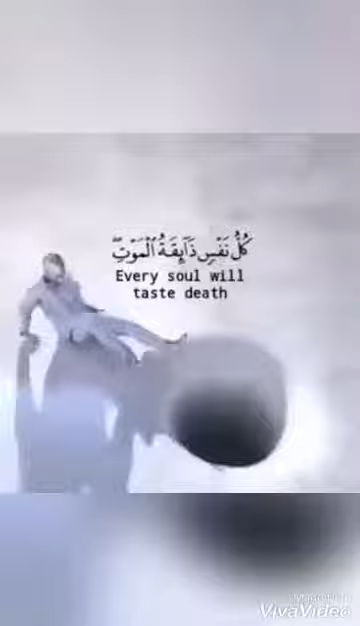 كُلُّ نَفْسٍ ذَآئِقَةُ ٱلْمَوْتِ ۗ
Every soul will
taste death
VivaVideo